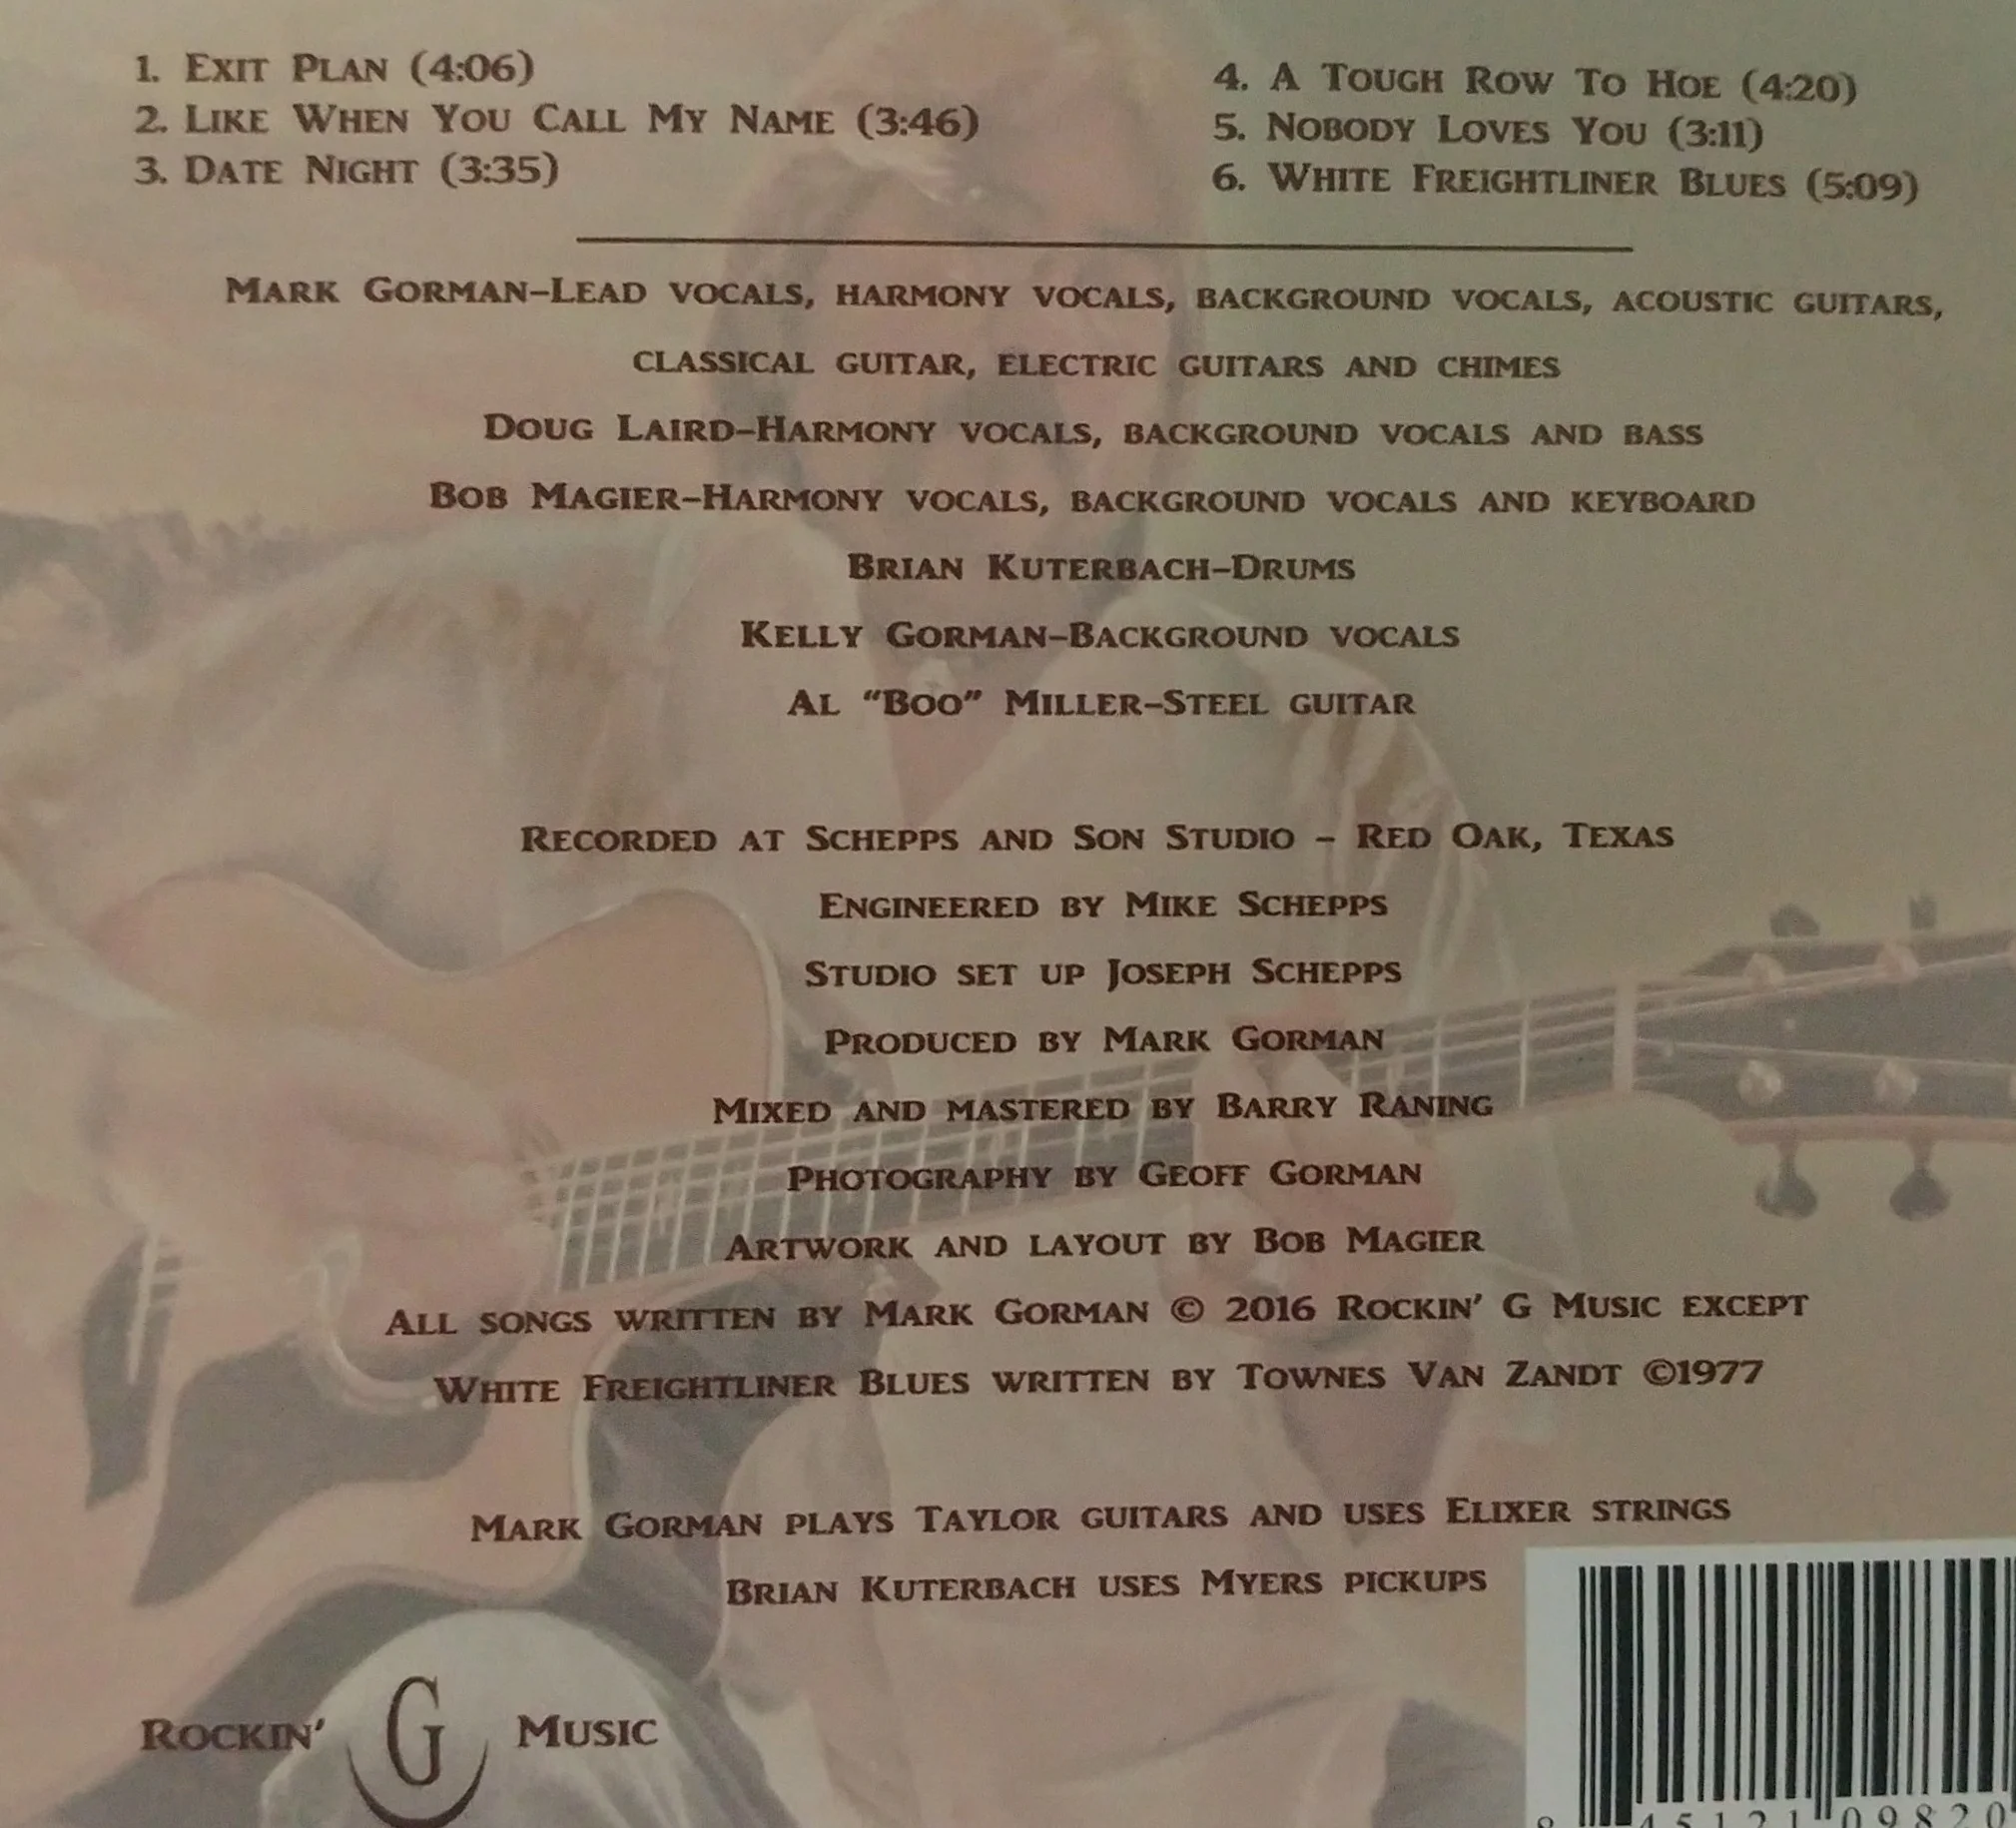 1. Exit Plan (4:06)
2. Like When You Call My Name (3:46)
3. Date Night (3:35)
4. A Tough Row To Hoe (4:20)
5. Nobody Loves You (3:11)
6. White Freightliner Blues (5:09)
Mark Gorman–Lead vocals, harmony vocals, background vocals, acoustic guitars,
classical guitar, electric guitars and chimes
Doug Laird–Harmony vocals, background vocals and bass
Bob Magier–Harmony vocals, background vocals and keyboard
Brian Kuterbach–Drums
Kelly Gorman–Background vocals
Al “Boo” Miller–Steel guitar
Recorded at Schepps and Son Studio – Red Oak, Texas
Engineered by Mike Schepps
Studio set up Joseph Schepps
Produced by Mark Gorman
Mixed and mastered by Barry Raning
Photography by Geoff Gorman
Artwork and layout by Bob Magier
All songs written by Mark Gorman © 2016 Rockin’ G Music except
White Freightliner Blues written by Townes Van Zandt ©1977
Mark Gorman plays Taylor guitars and uses Elixer strings
Brian Kuterbach uses Myers pickups
Rockin’ G Music
8 45121 09820